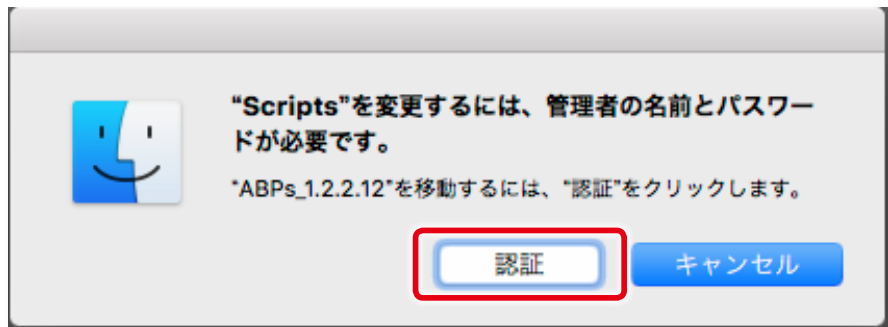 “Scripts”を変更するには、管理者の名前とパスワー
ドが必要です。
“ABPs_1.2.2.12”を移動するには、“認証”をクリックします。
認証
キャンセル